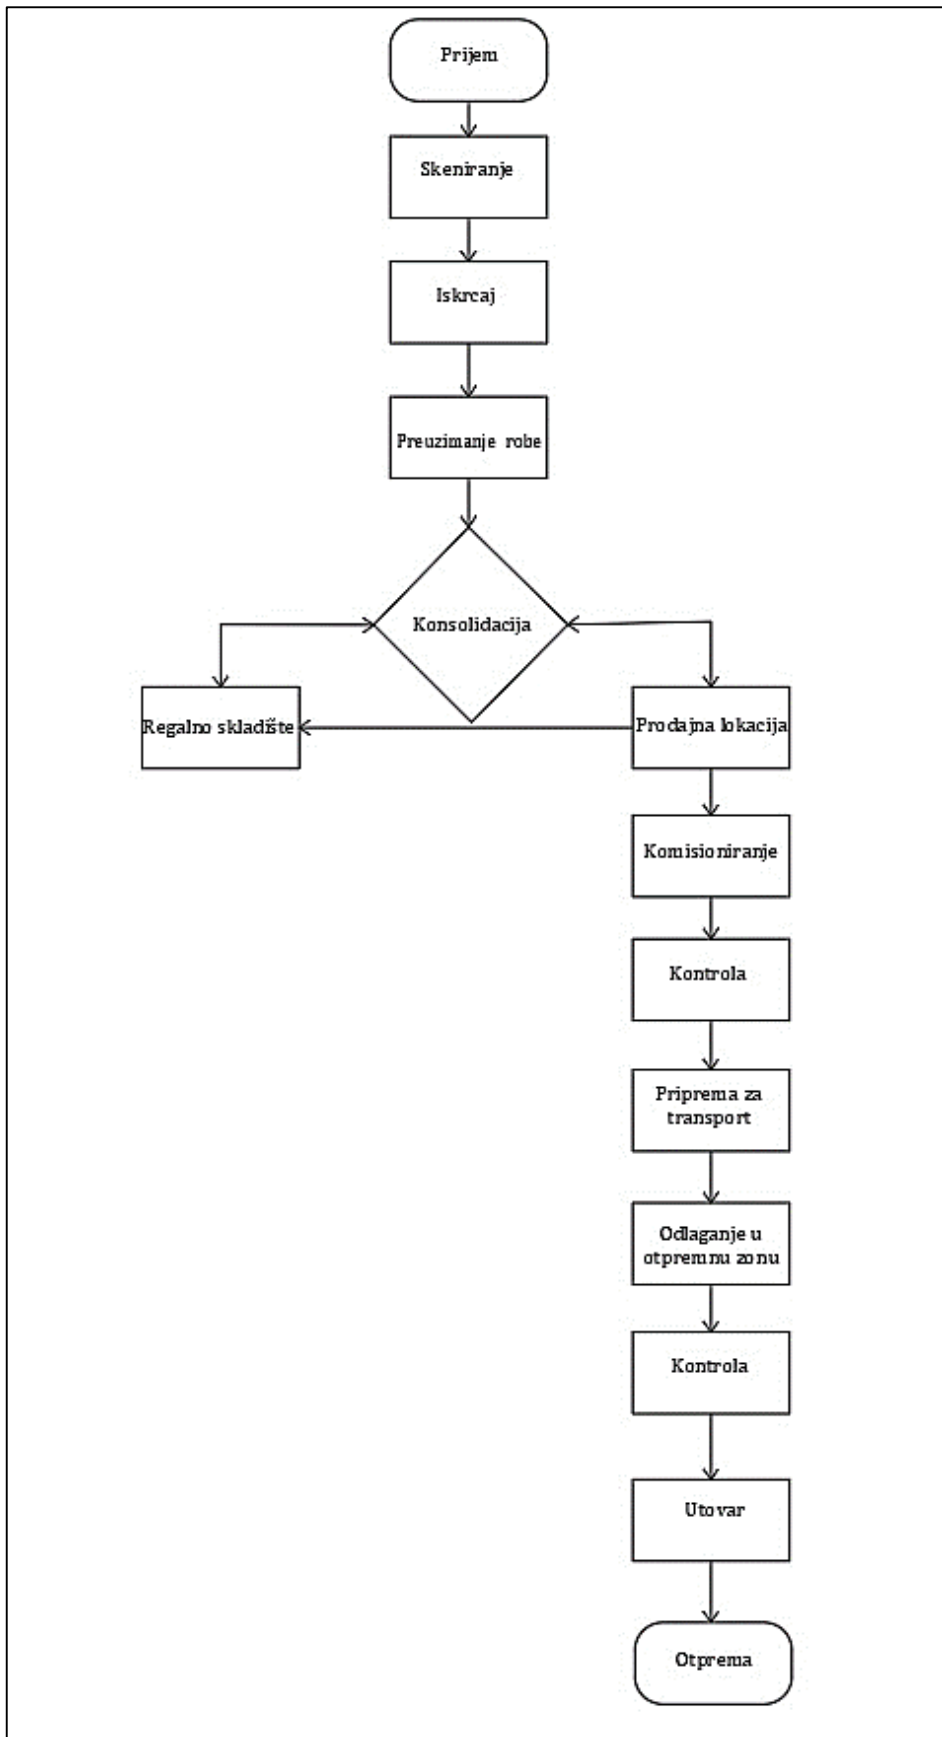 Prijem
Skeniranje
Iskrcaj
Preuzimanje robe
Konsolidacija
Regalno skladište
Prodajna lokacija
Komisioniranje
Kontrola
Priprema za
transport
Odlaganje u
otpremnu zonu
Kontrola
Utovar
Otprema